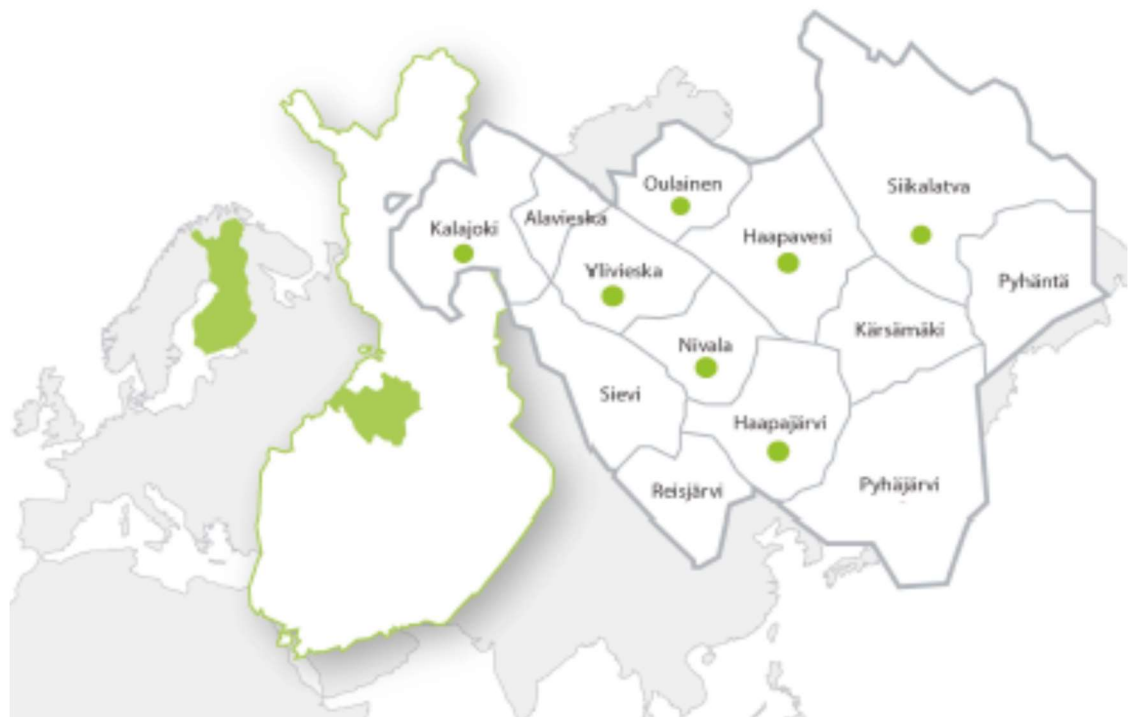 Oulainen
Siikalatva
Alavieska
Kalajoki
Haapavesi
Ylivieska
Pyhäntä
Kärsämäki
Nivala
Sievi
Haapajärvi
Reisjärvi
Pyhäjärvi